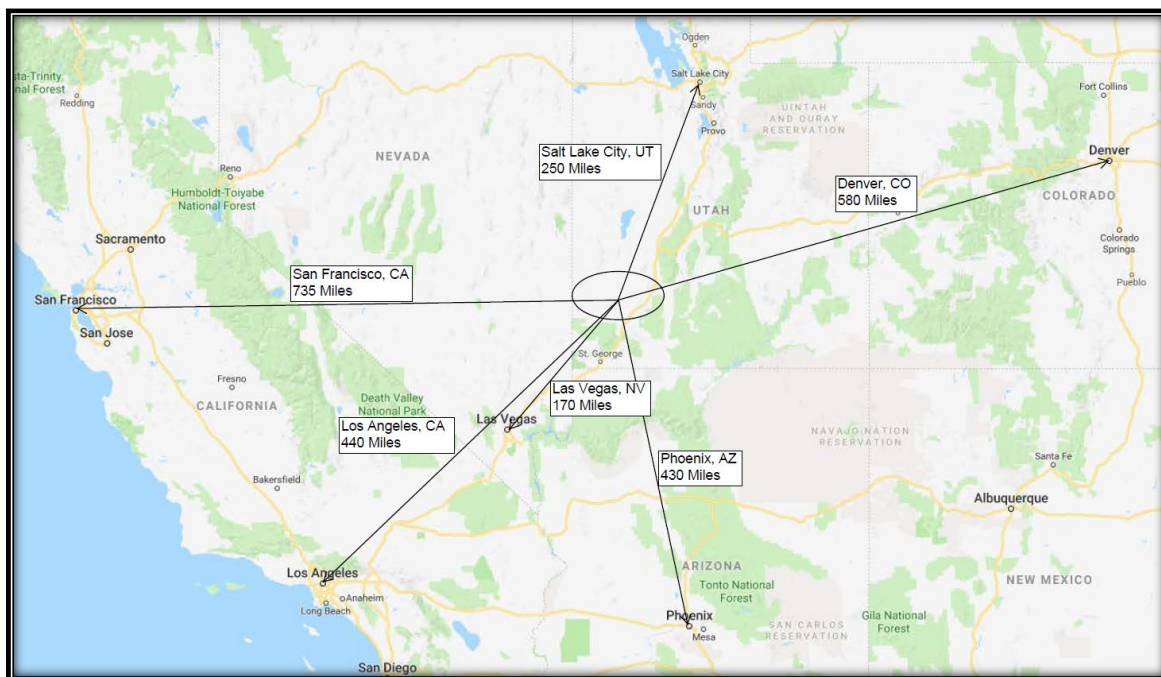 Ogden
Salt Lake City
Sandy
Provo
UINTAH
AND OURAY
RESERVATION
Fort Collins
Denver
COLORADO
Colorado
Springs
Pueblo
sta-Trinity
nal Forest
Redding
NEVADA
Reno
Humboldt-Toiyabe
National Forest
Sacramento
Salt Lake City, UT
250 Miles
Denver, CO
580 Miles
UTAH
San Francisco, CA
735 Miles
San Francisco
San Jose
St. George
Fresno
CALIFORNIA
Death Valley
National Park
Las Vegas, NV
170 Miles
Las Vegas
Los Angeles, CA
440 Miles
NAVAJO NATION
RESERVATION
Phoenix, AZ
430 Miles
Santa Fe
Bakersfield
Albuquerque
Los Angeles
Anaheim
Long Beach
ARIZONA
Tonto National
Forest
NEW MEXICO
Phoenix
Mesa
SAN CARLOS
RESERVATION
Gila National
Forest
San Diego